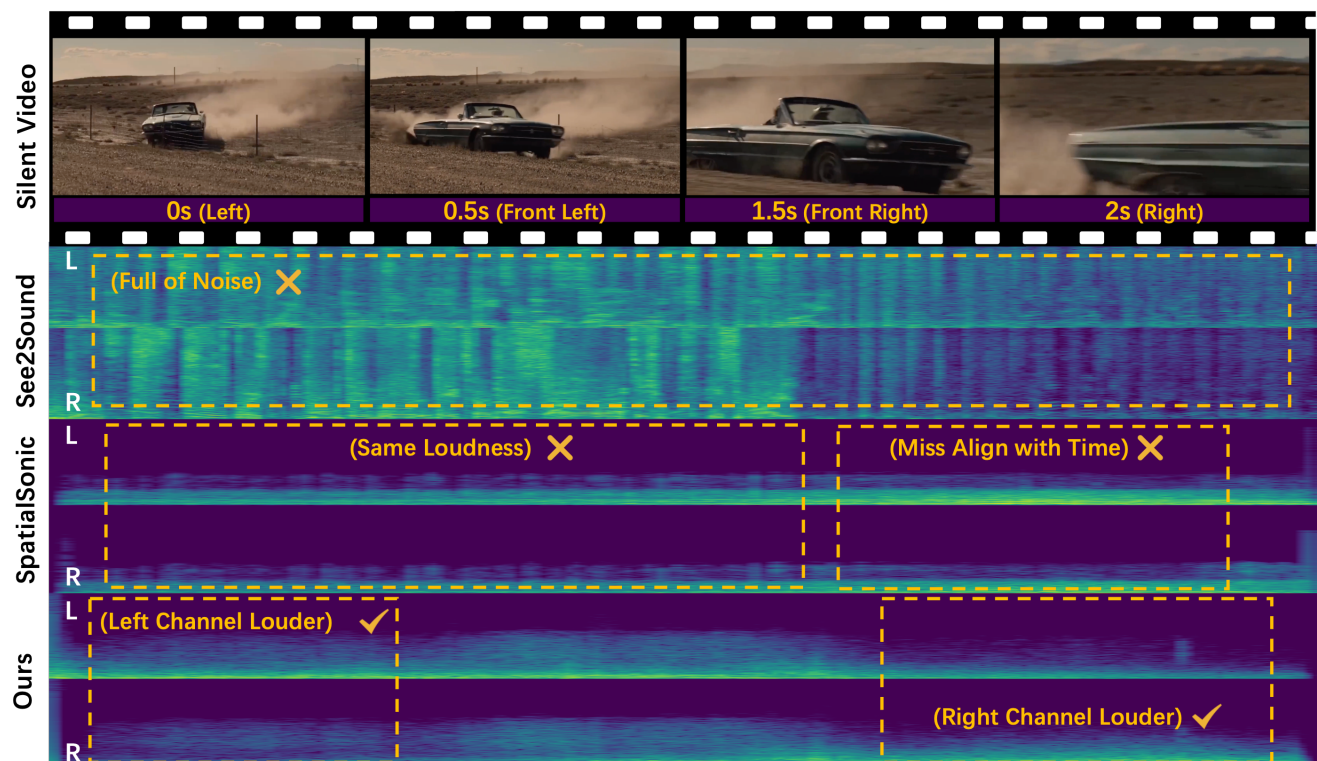 Silent Video
0s (Left)
0.5s (Front Left)
1.5s (Front Right)
2s (Right)
See2Sound
L
(Full of Noise)
R
SpatialSonic
L
(Same Loudness)
(Miss Align with Time)
R
Ours
L
(Left Channel Louder)
(Right Channel Louder)
R